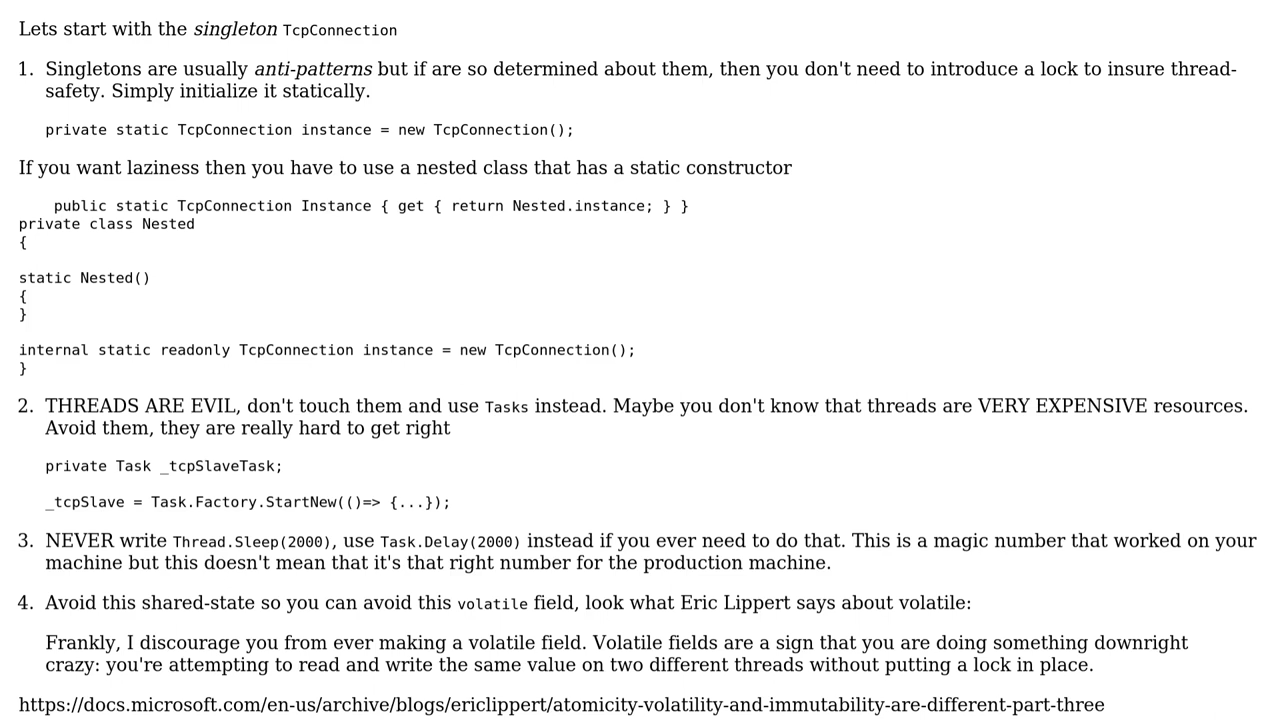 Lets start with the singleton TcpConnection
1. Singletons are usually anti-patterns but if are so determined about them, then you don't need to introduce a lock to insure thread-
safety. Simply initialize it statically.
private static TcpConnection instance = new TcpConnection();
If you want laziness then you have to use a nested class that has a static constructor
public static TcpConnection Instance { get { return Nested.instance; } }
private class Nested
{
static Nested()
{
}
internal static readonly TcpConnection instance = new TcpConnection();
}
2. THREADS ARE EVIL, don't touch them and use Tasks instead. Maybe you don't know that threads are VERY EXPENSIVE resources.
Avoid them, they are really hard to get right
private Task _tcpSlaveTask;
_tcpSlave = Task.Factory.StartNew(()=> {...});
3. NEVER write Thread.Sleep(2000), use Task.Delay(2000) instead if you ever need to do that. This is a magic number that worked on your
machine but this doesn't mean that it's that right number for the production machine.
4. Avoid this shared-state so you can avoid this volatile field, look what Eric Lippert says about volatile:
Frankly, I discourage you from ever making a volatile field. Volatile fields are a sign that you are doing something downright
crazy: you're attempting to read and write the same value on two different threads without putting a lock in place.
https://docs.microsoft.com/en-us/archive/blogs/ericlippert/atomicity-volatility-and-immutability-are-different-part-three